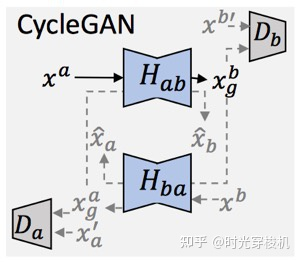 CycleGAN
x^{b'} D_b
x^a H_{ab} x_g^b
\hat{x}_a \hat{x}_b
H_{ba} x^b
x_g^a
D_a x_a'
知乎 @时光穿梭机